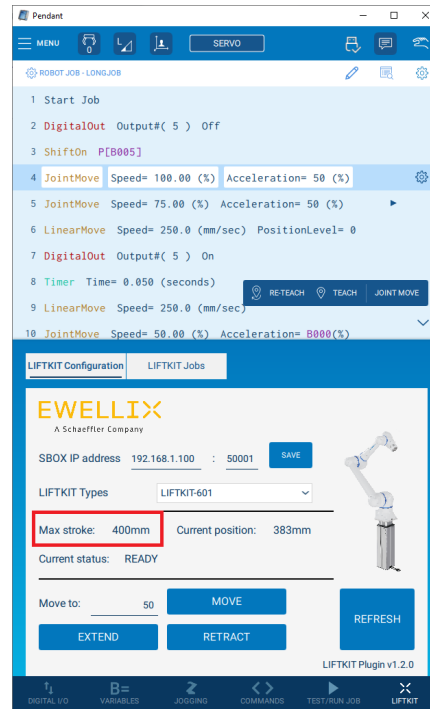 Pendant
MENU 0 L SERVO
ROBOT JOB - LONGJOB
1 Start Job
2 DigitalOut Output#( 5 ) Off
3 ShiftOn P[B005]
4 JointMove Speed= 100.00 (%) Acceleration= 50 (%)
5 JointMove Speed= 75.00 (%) Acceleration= 50 (%)
6 LinearMove Speed= 250.0 (mm/sec) PositionLevel= 0
7 DigitalOut Output#( 5 ) On
8 Timer Time= 0.050 (seconds)
RE-TEACH TEACH JOINT MOVE
9 LinearMove Speed= 250.0 (mm/sec)
10 JointMove Speed= 50.00 (%) Acceleration= B000(%)
LIFTKIT Configuration LIFTKIT Jobs
EWELLIX
A Schaeffler Company
SBOX IP address 192.168.1.100 : 50001 SAVE
LIFTKIT Types LIFTKIT-601
Max stroke: 400mm Current position: 383mm
Current status: READY
Move to: 50 MOVE
REFRESH
EXTEND RETRACT
LIFTKIT Plugin v1.2.0
B=
DIGITAL I/O VARIABLES JOGGING COMMANDS TEST/RUN JOB LIFTKIT